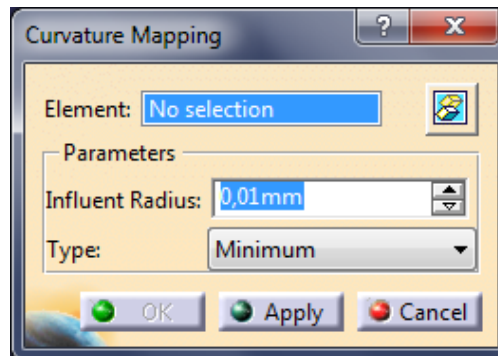 Curvature Mapping
?
Element: No selection
Parameters
Influent Radius: 0,01mm
Type: Minimum
OK Apply Cancel